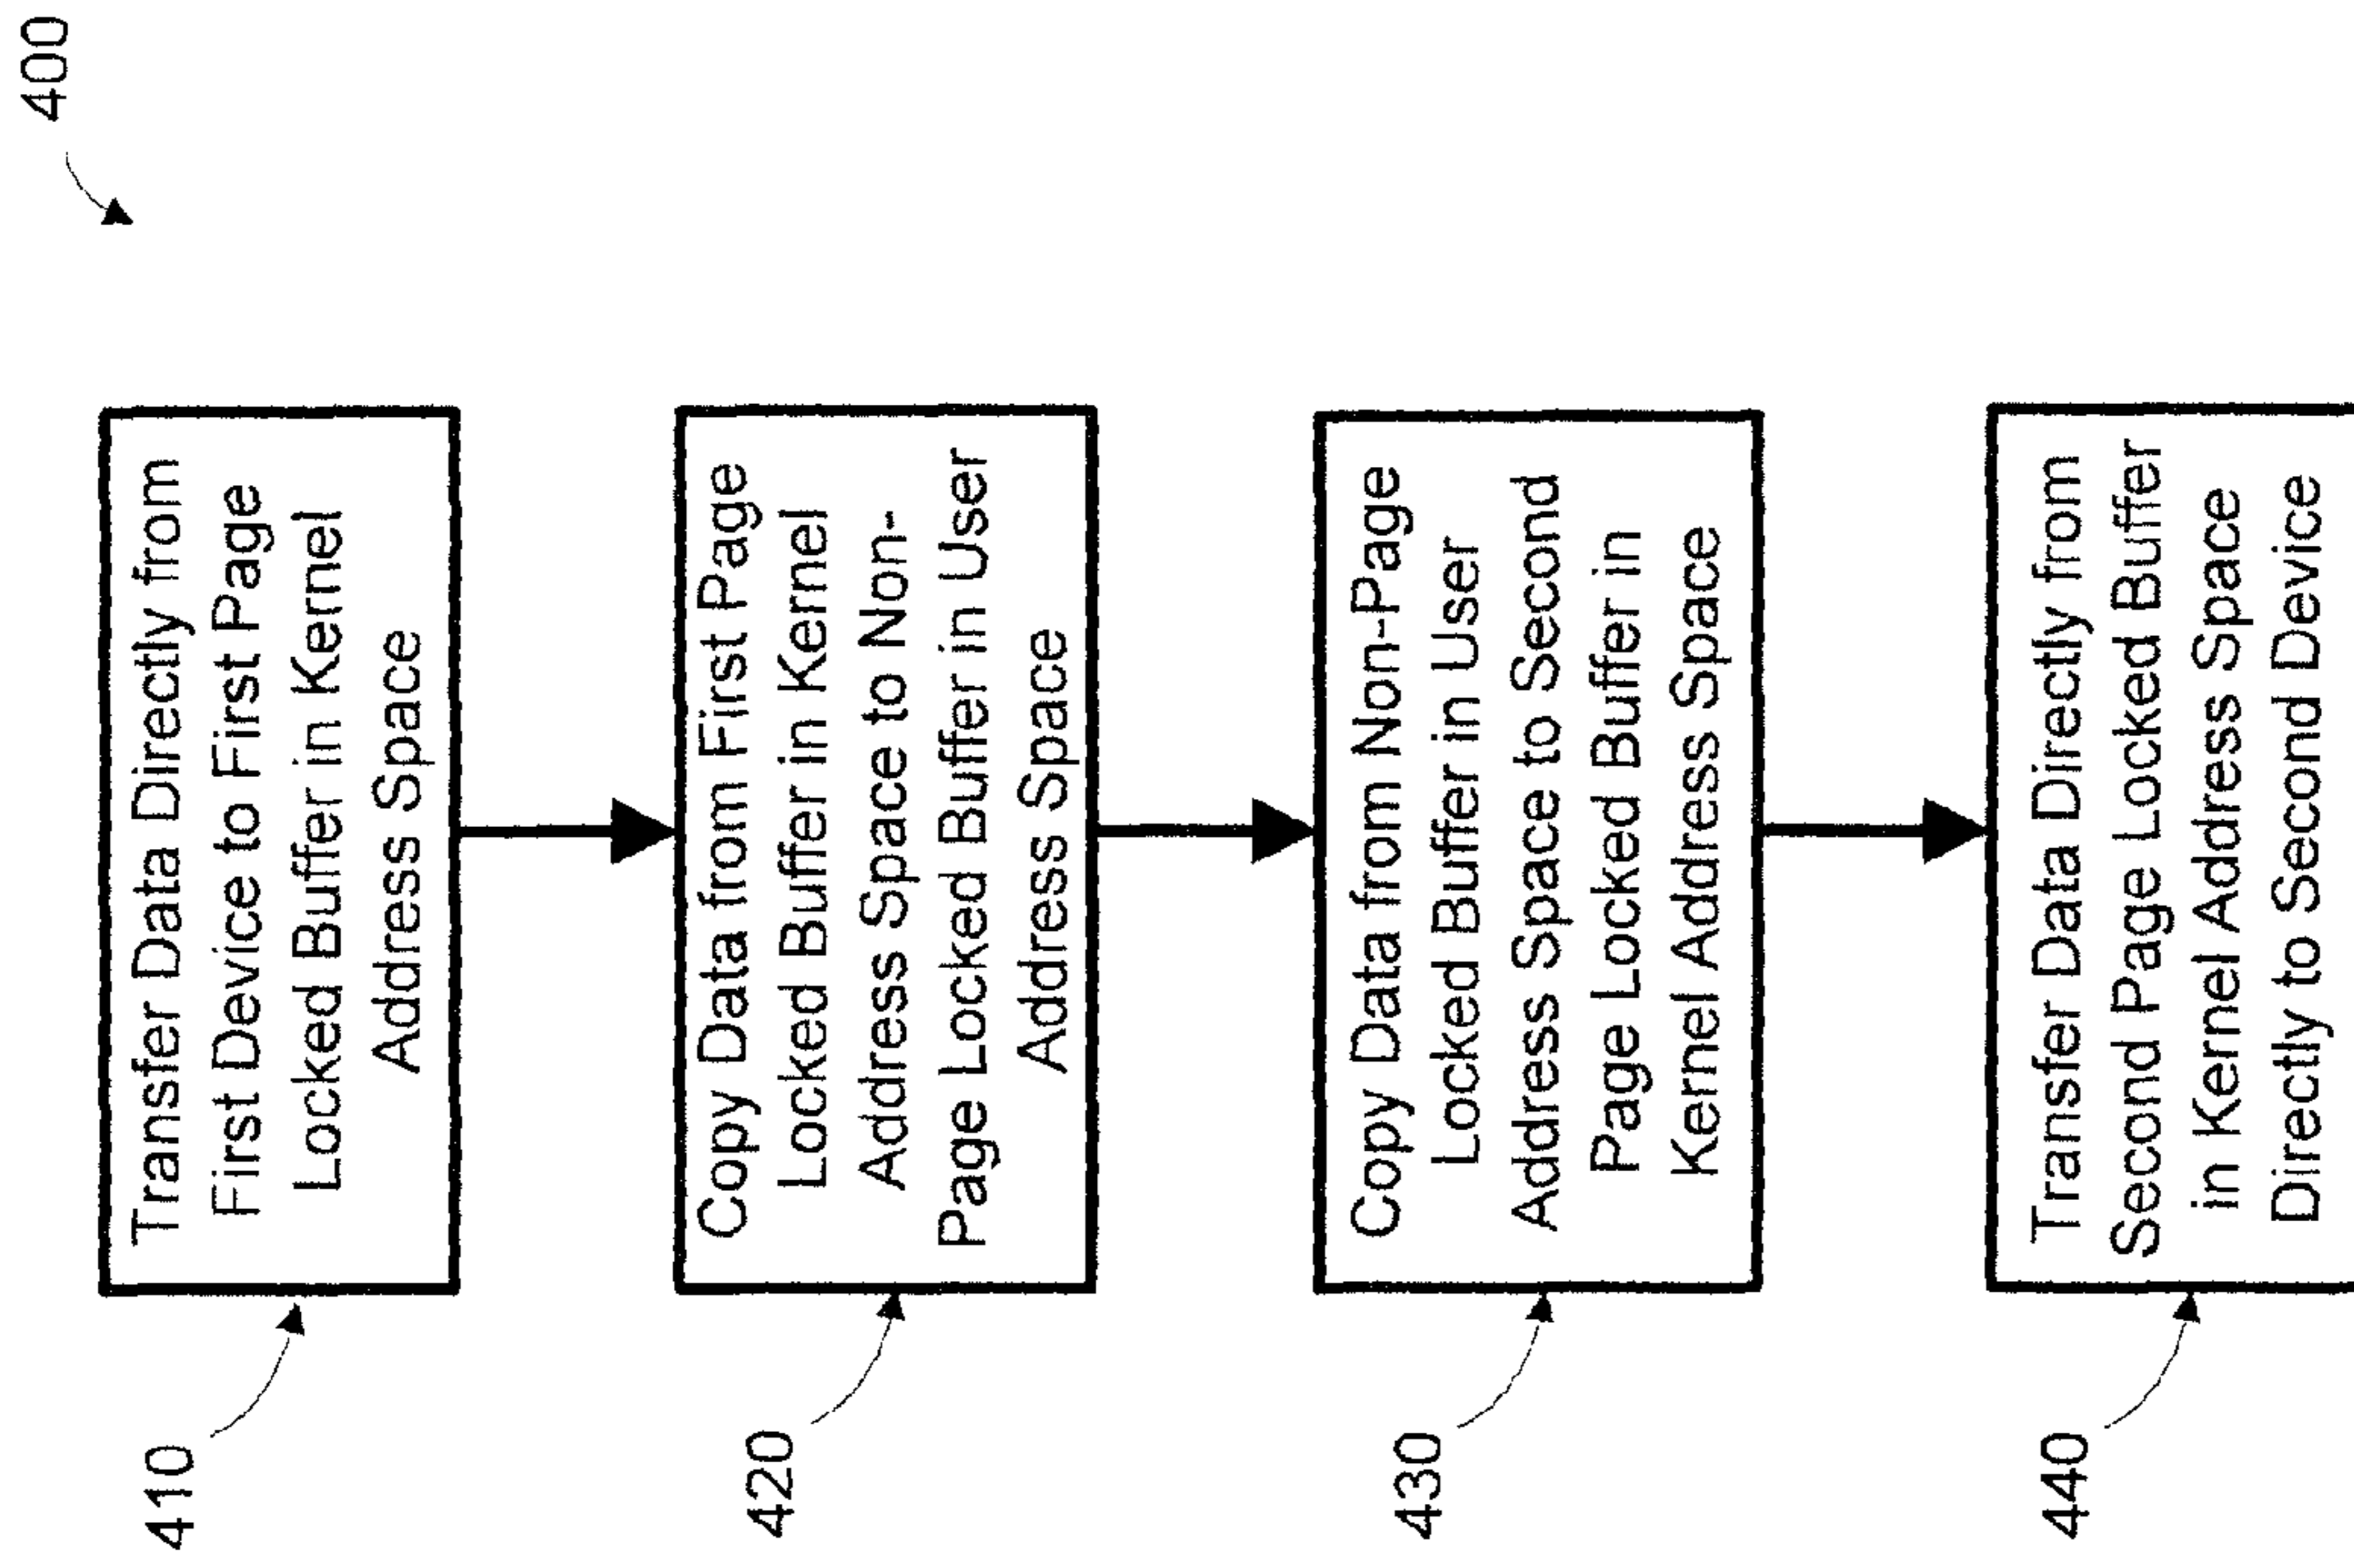 400
410
Transfer Data Directly from
First Device to First Page
Locked Buffer in Kernel
Address Space
420
Copy Data from First Page
Locked Buffer in Kernel
Address Space to Non-
Page Locked Buffer in User
Address Space
430
Copy Data from Non-Page
Locked Buffer in User
Address Space to Second
Page Locked Buffer in
Kernel Address Space
440
Transfer Data Directly from
Second Page Locked Buffer
in Kernel Address Space
Directly to Second Device